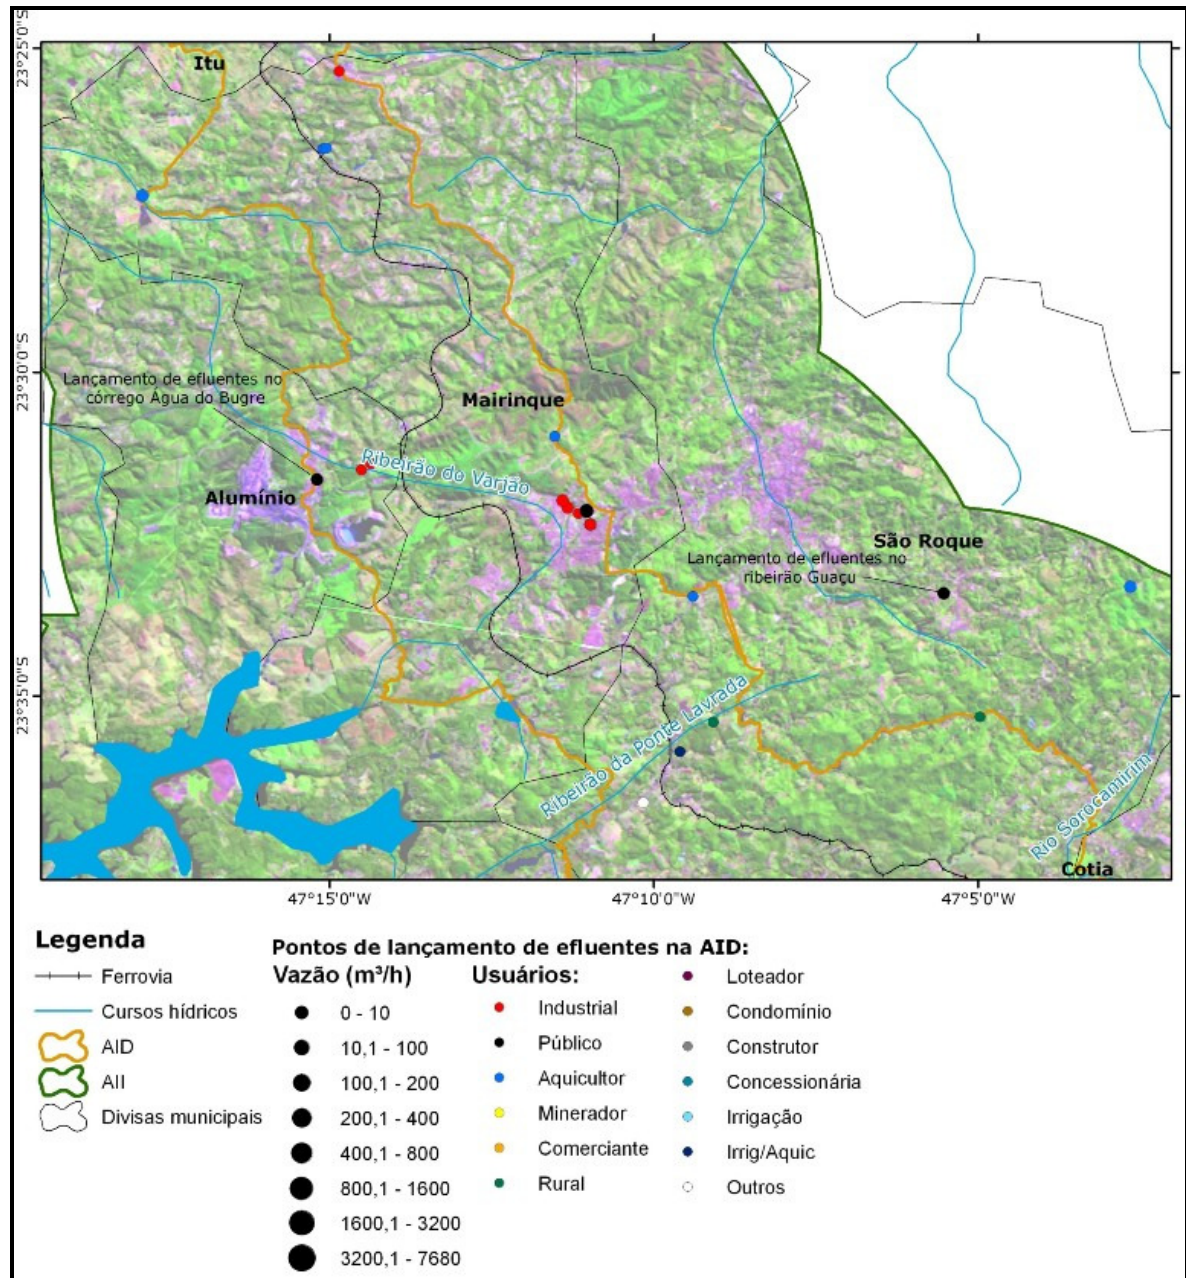 23°25'0"S
Itu
23°30'0"S
Lançamento de efluentes no
córrego Água do Bugre
Mairinque
Ribeirão do Varjão
Alumínio
São Roque
Lançamento de efluentes no
ribeirão Guaçu
23°35'0"S
Ribeirão da Ponte Lavrada
Rio Sorocamirim
Cotia
47°15'0"W
47°10'0"W
47°5'0"W
Legenda
Ferrovia
Cursos hídricos
AID
AII
Divisas municipais
Pontos de lançamento de efluentes na AID:
Vazão (m³/h)
0 - 10
10,1 - 100
100,1 - 200
200,1 - 400
400,1 - 800
800,1 - 1600
1600,1 - 3200
3200,1 - 7680
Usuários:
Industrial
Público
Aquicultor
Minerador
Comerciante
Rural
Loteador
Condomínio
Construtor
Concessionária
Irrigação
Irrig/Aquic
Outros